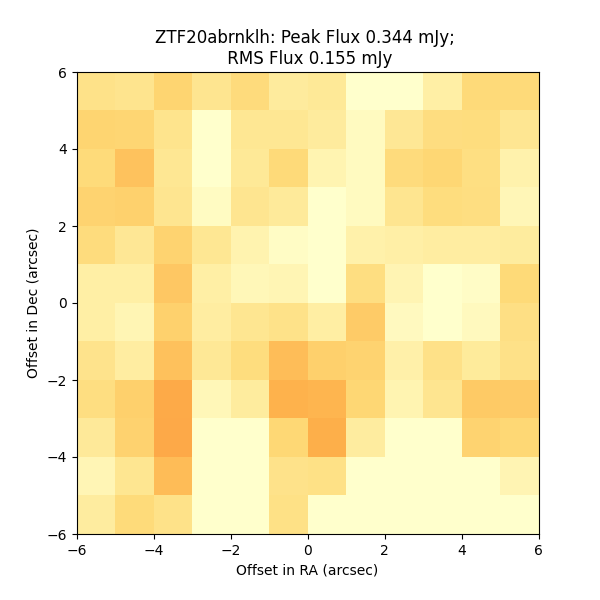 ZTF20abrnklh: Peak Flux 0.344 mJy;
RMS Flux 0.155 mJy
6
4
2
0
−2
−4
−6
Offset in Dec (arcsec)
−6 −4 −2 0 2 4 6
Offset in RA (arcsec)